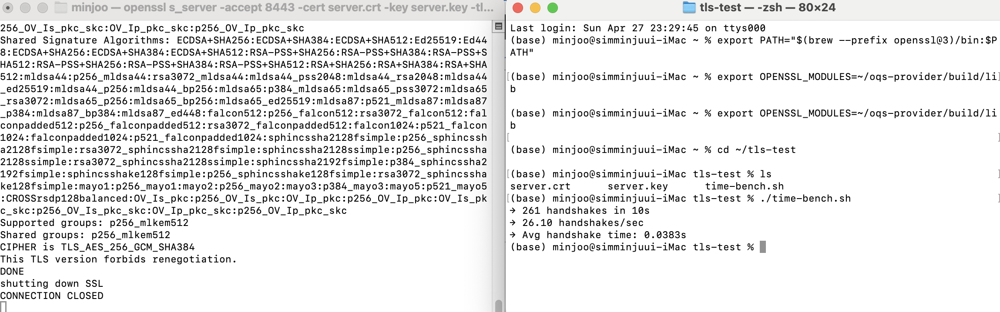 minjoo — openssl s_server -accept 8443 -cert server.crt -key server.key -tl...
256_OV_Is_pkc_skc:OV_Ip_pkc_skc:p256_OV_Ip_pkc_skc
Shared Signature Algorithms: ECDSA+SHA256:ECDSA+SHA384:ECDSA+SHA512:Ed25519:Ed44
8:ECDSA+SHA256:ECDSA+SHA384:ECDSA+SHA512:RSA-PSS+SHA256:RSA-PSS+SHA384:RSA-PSS+S
HA512:RSA-PSS+SHA256:RSA-PSS+SHA384:RSA-PSS+SHA512:RSA+SHA256:RSA+SHA384:RSA+SHA
512:mldsa44:p256_mldsa44:rsa3072_mldsa44:mldsa44_pss2048:mldsa44_rsa2048:mldsa44
_ed25519:mldsa44_p256:mldsa44_bp256:mldsa65:p384_mldsa65:mldsa65_pss3072:mldsa65
_rsa3072:mldsa65_p256:mldsa65_bp256:mldsa65_ed25519:mldsa87:p521_mldsa87:mldsa87
_p384:mldsa87_bp384:mldsa87_ed448:falcon512:p256_falcon512:rsa3072_falcon512:fal
conpadded512:p256_falconpadded512:rsa3072_falconpadded512:falcon1024:p521_falcon
1024:falconpadded1024:p521_falconpadded1024:sphincssha2128fsimple:p256_sphincssh
a2128fsimple:rsa3072_sphincssha2128fsimple:sphincssha2128ssimple:p256_sphincssha
2128ssimple:rsa3072_sphincssha2128ssimple:sphincssha2192fsimple:p384_sphincssha2
192fsimple:sphincsshake128fsimple:p256_sphincsshake128fsimple:rsa3072_sphincssha
ke128fsimple:mayo1:p256_mayo1:mayo2:p256_mayo2:mayo3:p384_mayo3:mayo5:p521_mayo5
:CROSSrsdp128balanced:OV_Is_pkc:p256_OV_Is_pkc:OV_Ip_pkc:p256_OV_Ip_pkc:OV_Is_pk
c_skc:p256_OV_Is_pkc_skc:OV_Ip_pkc_skc:p256_OV_Ip_pkc_skc
Supported groups: p256_mlkem512
Shared groups: p256_mlkem512
CIPHER is TLS_AES_256_GCM_SHA384
This TLS version forbids renegotiation.
DONE
shutting down SSL
CONNECTION CLOSED
tls-test — -zsh — 80×24
Last login: Sun Apr 27 23:29:45 on ttys000
(base) minjoo@simminjuui-iMac ~ % export PATH="$(brew --prefix openssl@3)/bin:$P
ATH"
[(base) minjoo@simminjuui-iMac ~ % export OPENSSL_MODULES=~/oqs-provider/build/li]
b
(base) minjoo@simminjuui-iMac ~ % export OPENSSL_MODULES=~/oqs-provider/build/li
b
[ ]
(base) minjoo@simminjuui-iMac ~ % cd ~/tls-test
[(base) minjoo@simminjuui-iMac tls-test % ls ]
server.crt server.key time-bench.sh
[(base) minjoo@simminjuui-iMac tls-test % ./time-bench.sh ]
→ 261 handshakes in 10s
→ 26.10 handshakes/sec
→ Avg handshake time: 0.0383s
(base) minjoo@simminjuui-iMac tls-test %